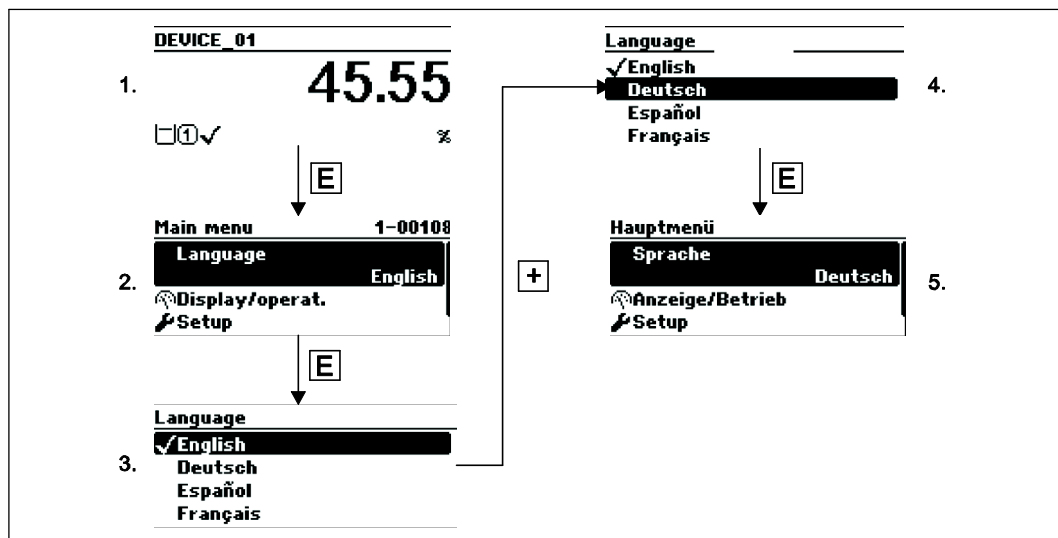 DEVICE_01
1.
45.55
1
%
E
Main menu 1-00108
2.
Language
English
Display/operat.
Setup
E
Language
3.
English
Deutsch
Español
Français
+
Language
4.
English
Deutsch
Español
Français
E
Hauptmenü
5.
Sprache
Deutsch
Anzeige/Betrieb
Setup